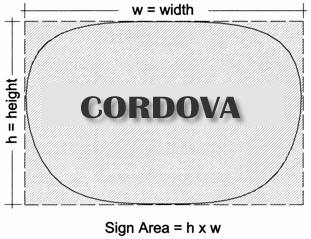 w = width
h = height
CORDOVA
Sign Area = h x w